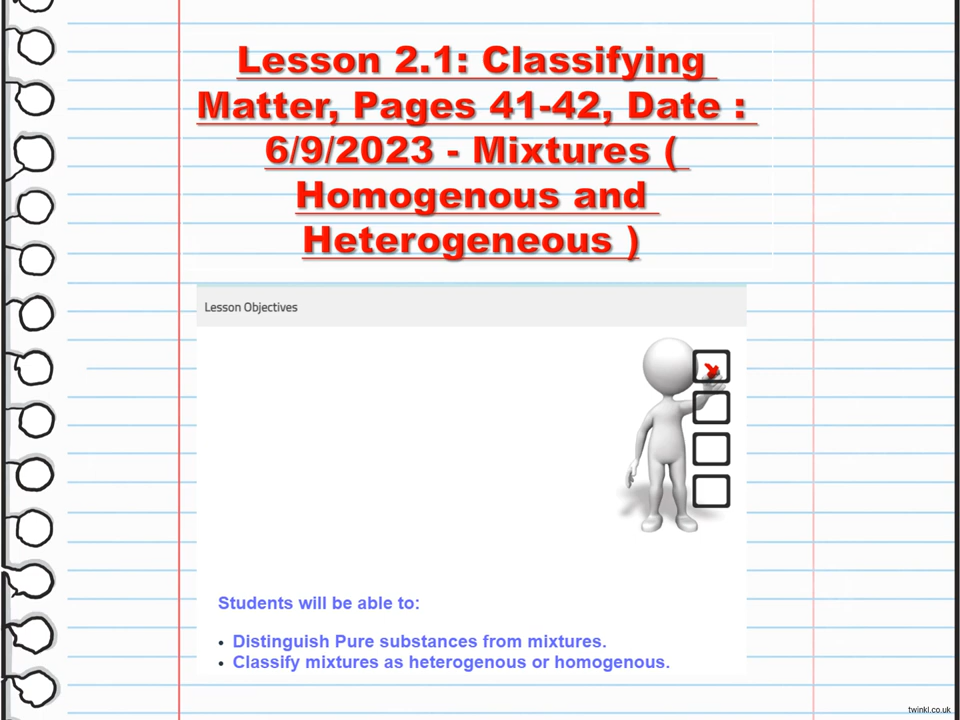 Lesson 2.1: Classifying
Matter, Pages 41-42, Date :
6/9/2023 - Mixtures (
Homogenous and
Heterogeneous )
Lesson Objectives
Students will be able to:
• Distinguish Pure substances from mixtures.
• Classify mixtures as heterogenous or homogenous.
twinkl.co.uk